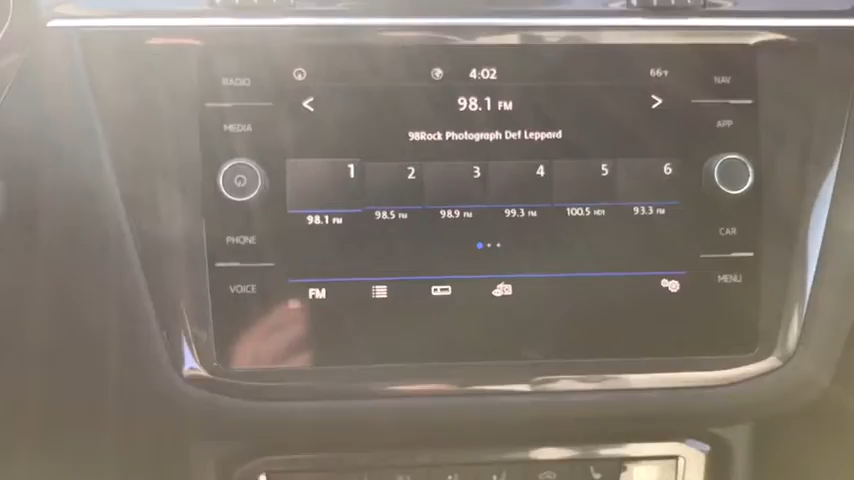 RADIO
MEDIA
PHONE
VOICE
4:02
66°F
98.1 FM
98Rock Photograph Def Leppard
1 2 3 4 5 6
98.1 FM 98.5 FM 98.9 FM 99.3 FM 100.5 HD1 93.3 FM
FM
NAV
APP
CAR
MENU